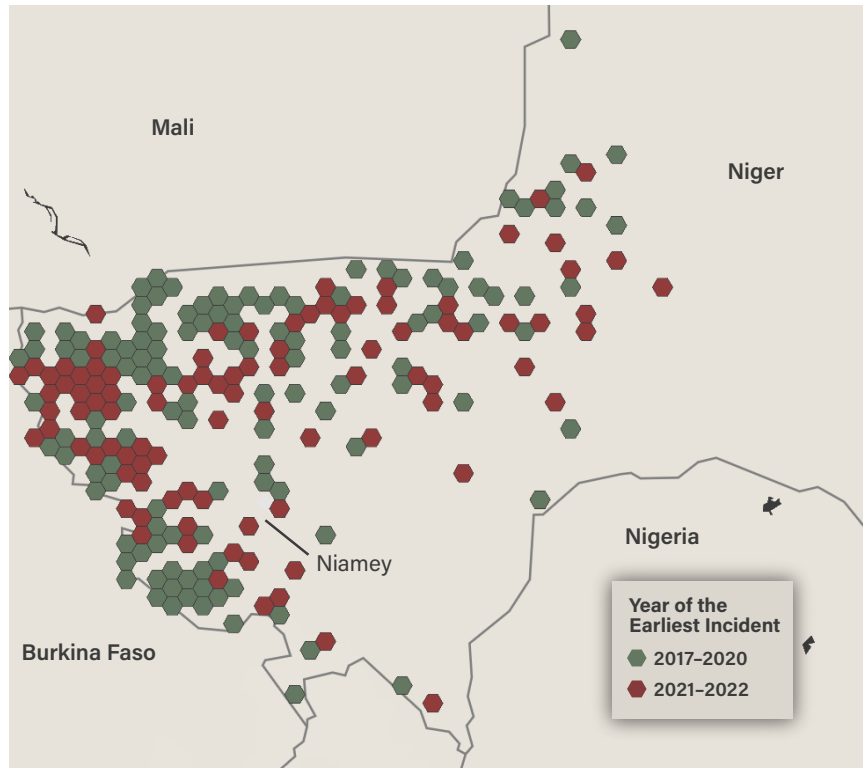 Mali
Niger
Nigeria
Niamey
Burkina Faso
Year of the
Earliest Incident
2017–2020
2021–2022